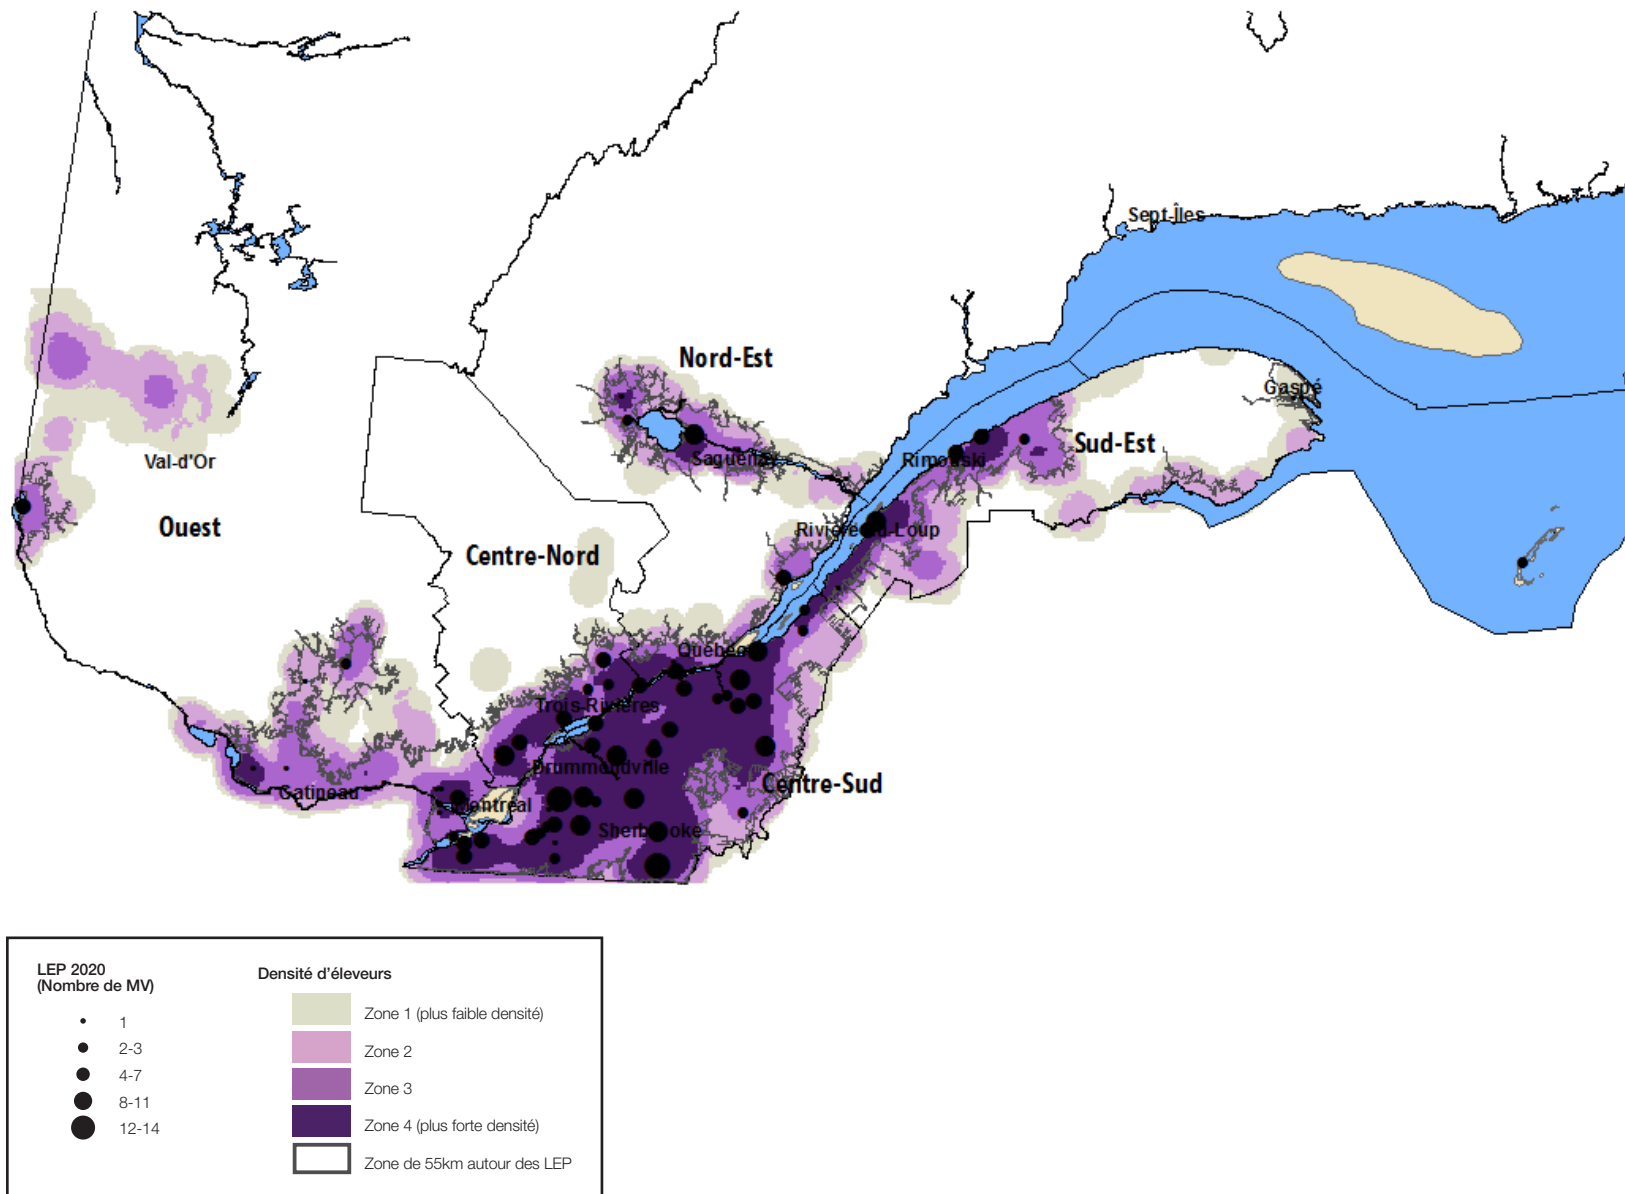 Sept-Îles
Nord-Est
Gaspé
Sud-Est
Rimouski
Saguenay
Val-d'Or
Ouest
Rivière-du-Loup
Centre-Nord
Québec
Trois-Rivières
Drummondville
Centre-Sud
Gatineau
Montréal
Sherbrooke
LEP 2020
(Nombre de MV)
1
2-3
4-7
8-11
12-14
Densité d'éleveurs
Zone 1 (plus faible densité)
Zone 2
Zone 3
Zone 4 (plus forte densité)
Zone de 55km autour des LEP